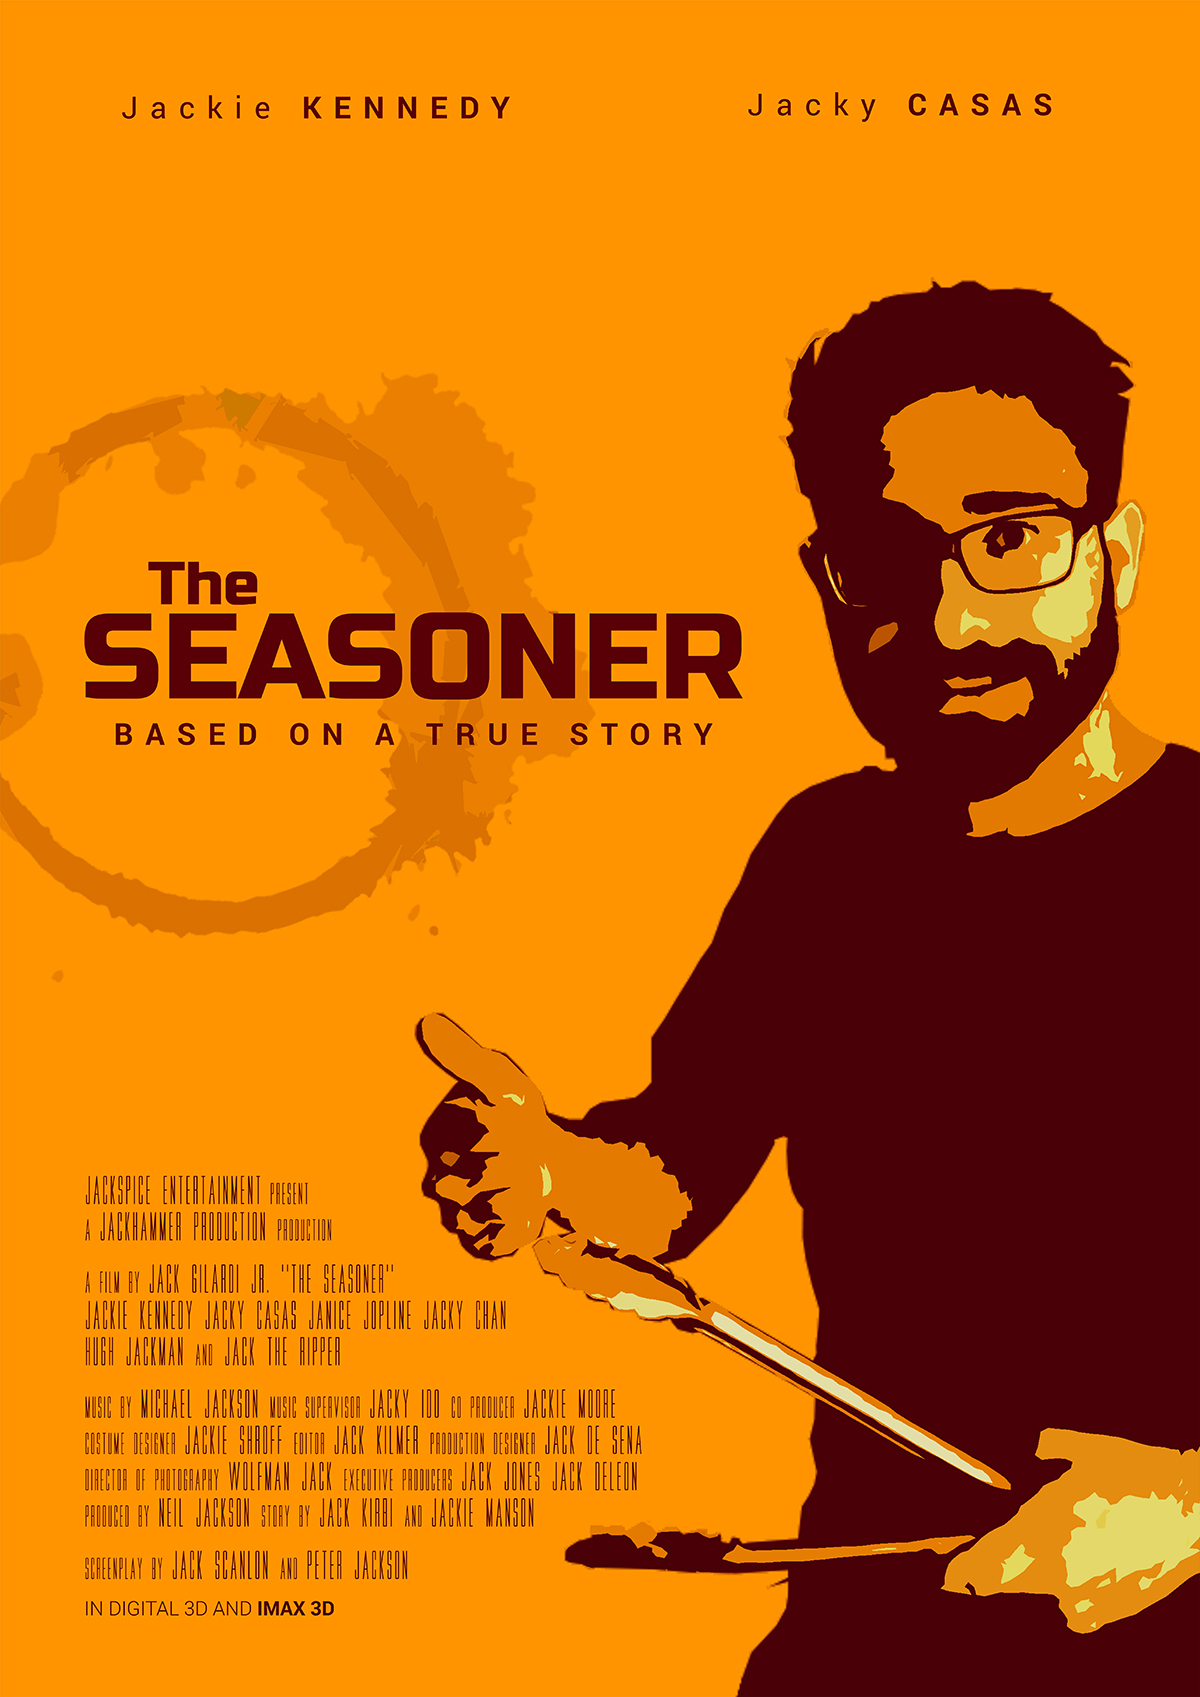 Jackie KENNEDY
Jacky CASAS
The
SEASONER
BASED ON A TRUE STORY
JACKSPICE ENTERTAINMENT PRESENT
A JACKHAMMER PRODUCTION PRODUCTION
A FILM BY JACK GILARDI JR. "THE SEASONER"
JACKIE KENNEDY JACKY CASAS JANICE JOPLINE JACKY CHAN
HUGH JACKMAN AND JACK THE RIPPER
MUSIC BY MICHAEL JACKSON MUSIC SUPERVISOR JACKY IDO CO PRODUCER JACKIE MOORE
COSTUME DESIGNER JACKIE SHROFF EDITOR JACK KILMER PRODUCTION DESIGNER JACK DE SENA
DIRECTOR OF PHOTOGRAPHY WOLFMAN JACK EXECUTIVE PRODUCERS JACK JONES JACK DELEON
PRODUCED BY NEIL JACKSON STORY BY JACK KIRBI AND JACKIE MANSON
SCREENPLAY BY JACK SCANLON AND PETER JACKSON
IN DIGITAL 3D AND IMAX 3D